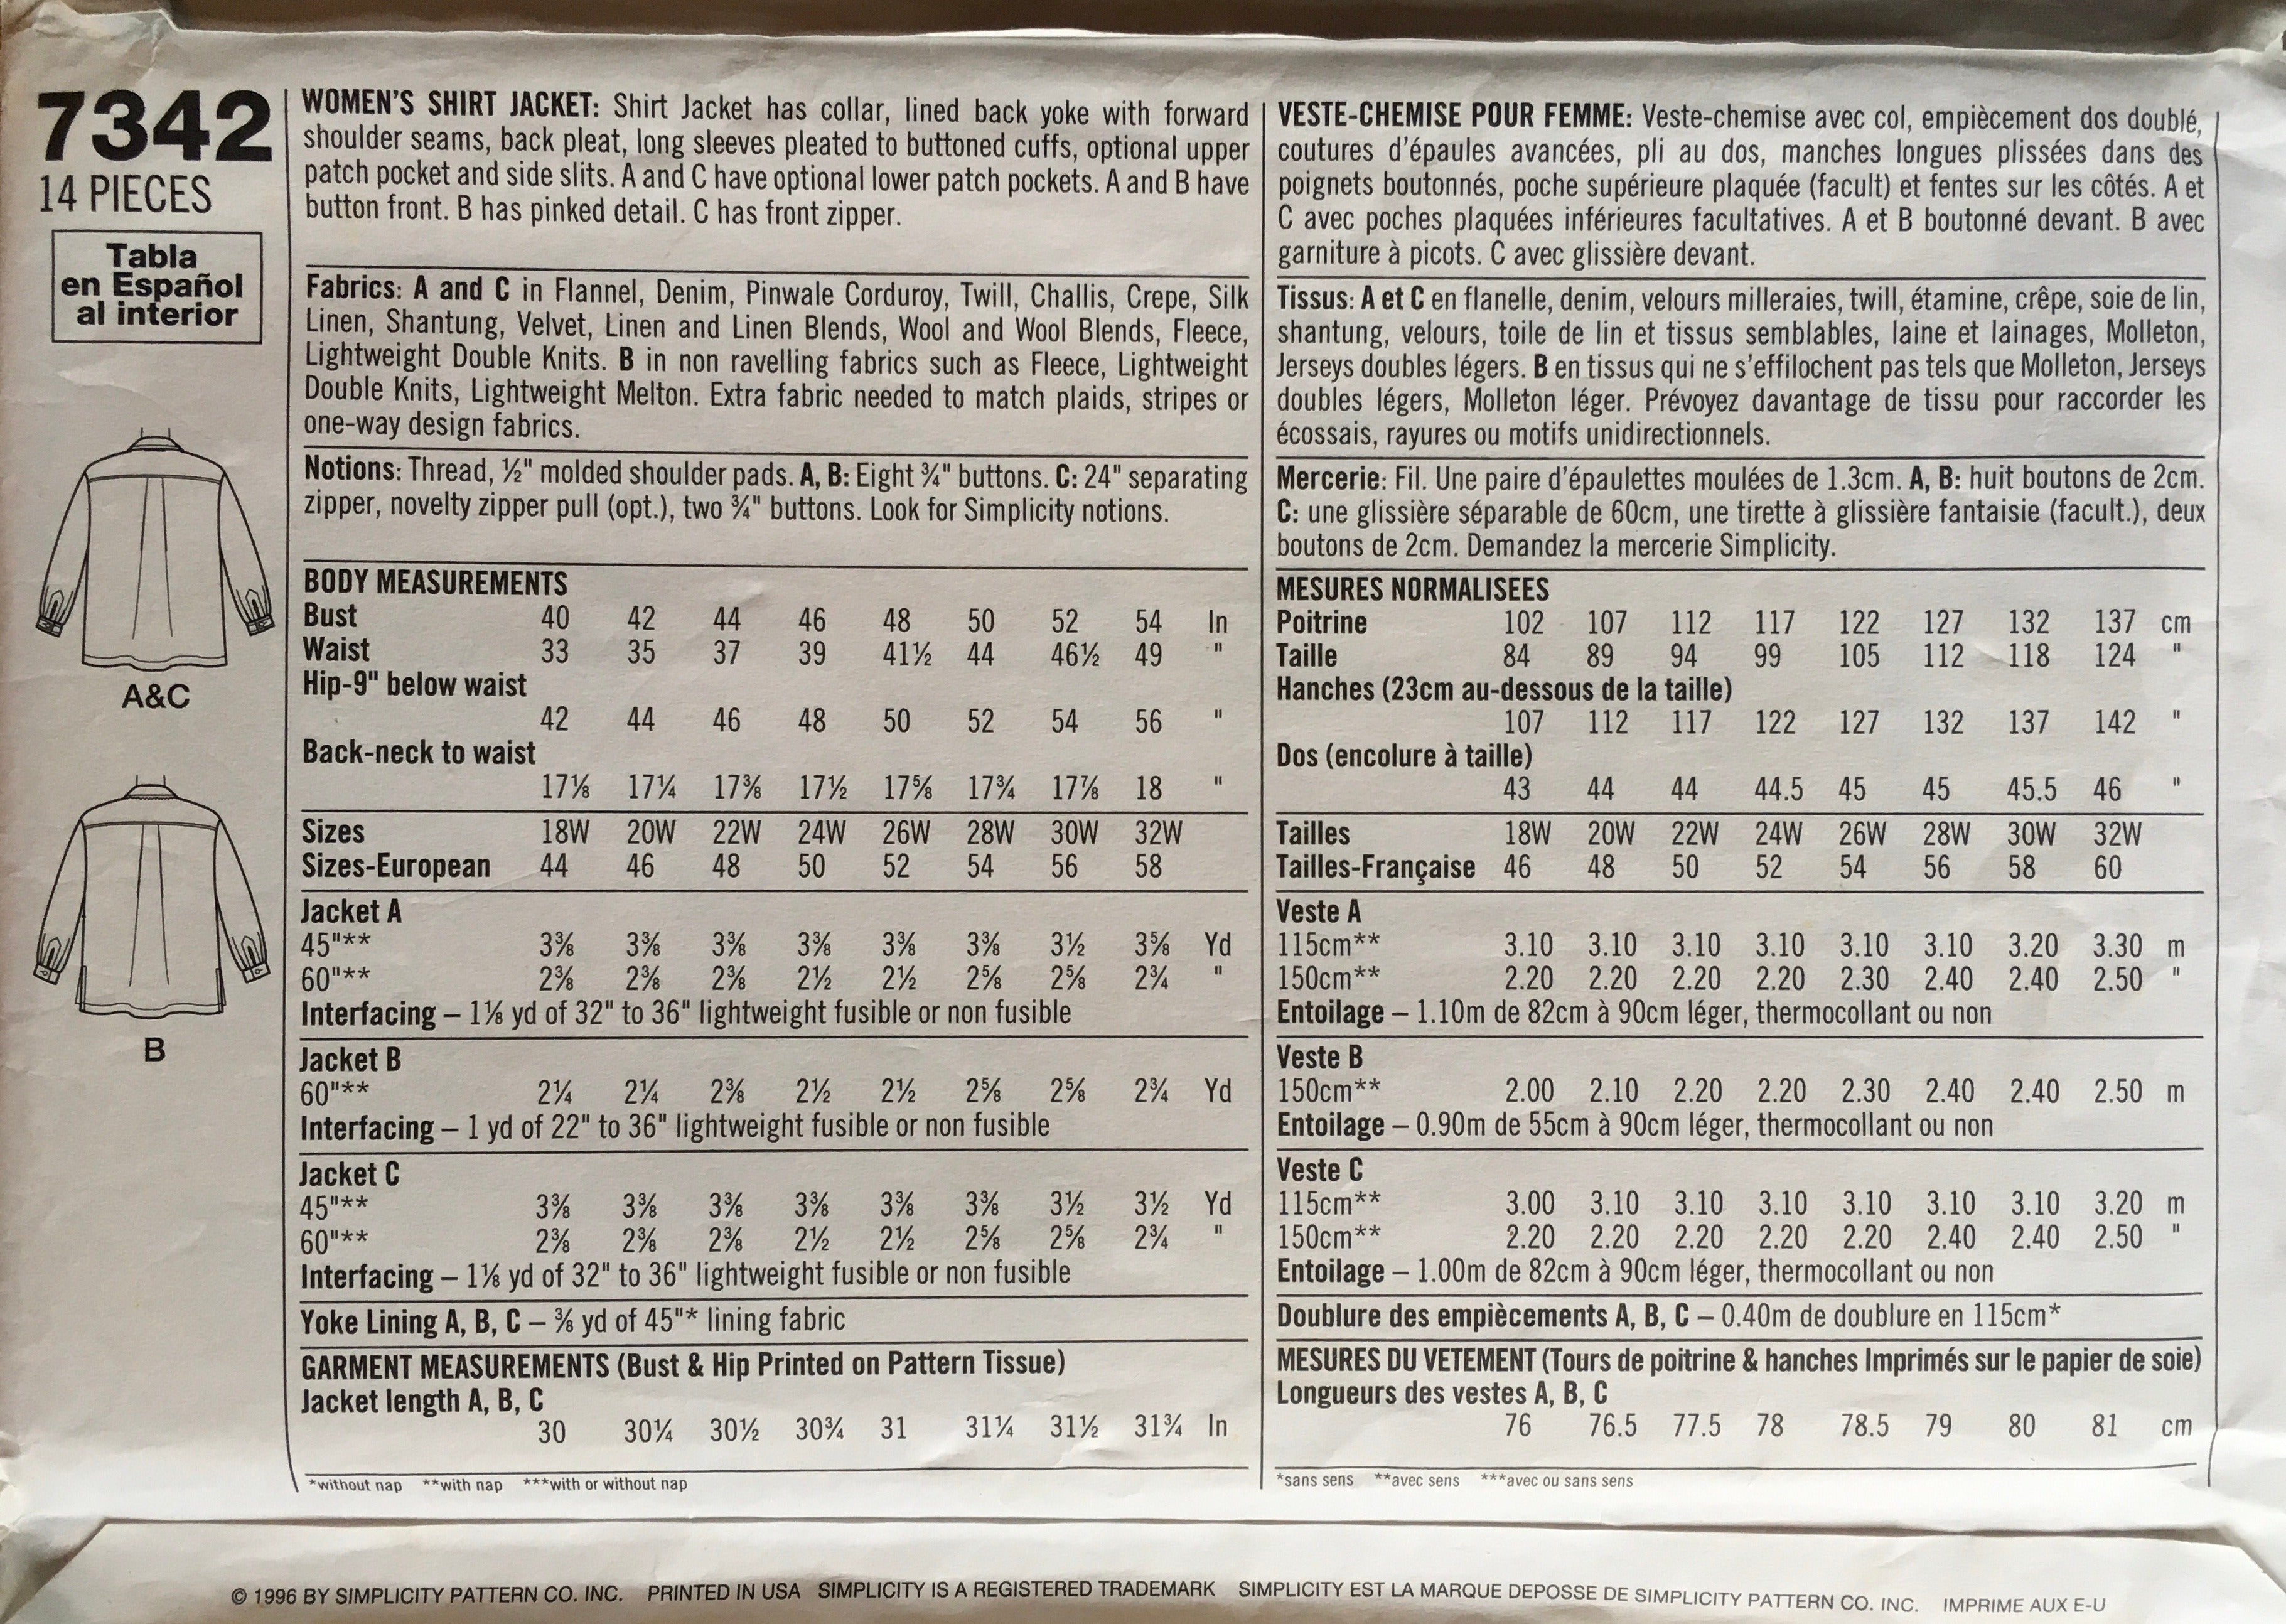 7342
14 PIECES
Tabla
en Español
al interior
A&C
B
WOMEN'S SHIRT JACKET: Shirt Jacket has collar, lined back yoke with forward
shoulder seams, back pleat, long sleeves pleated to buttoned cuffs, optional upper
patch pocket and side slits. A and C have optional lower patch pockets. A and B have
button front. B has pinked detail. C has front zipper.
Fabrics: A and C in Flannel, Denim, Pinwale Corduroy, Twill, Challis, Crepe, Silk
Linen, Shantung, Velvet, Linen and Linen Blends, Wool and Wool Blends, Fleece,
Lightweight Double Knits. B in non ravelling fabrics such as Fleece, Lightweight
Double Knits, Lightweight Melton. Extra fabric needed to match plaids, stripes or
one-way design fabrics.
Notions: Thread, ½" molded shoulder pads. A, B: Eight ¾" buttons. C: 24" separating
zipper, novelty zipper pull (opt.), two ¾" buttons. Look for Simplicity notions.
BODY MEASUREMENTS
Bust 40 42 44 46 48 50 52 54 In
Waist 33 35 37 39 41½ 44 46½ 49 "
Hip-9" below waist
42 44 46 48 50 52 54 56 "
Back-neck to waist
17⅛ 17¼ 17⅜ 17½ 17⅝ 17¾ 17⅞ 18 "
Sizes 18W 20W 22W 24W 26W 28W 30W 32W
Sizes-European 44 46 48 50 52 54 56 58
Jacket A
45"** 3⅜ 3⅜ 3⅜ 3⅜ 3⅜ 3⅜ 3½ 3⅝ Yd
60"** 2⅜ 2⅜ 2⅜ 2½ 2½ 2⅝ 2⅝ 2¾ "
Interfacing – 1⅛ yd of 32" to 36" lightweight fusible or non fusible
Jacket B
60"** 2¼ 2¼ 2⅜ 2½ 2½ 2⅝ 2⅝ 2¾ Yd
Interfacing – 1 yd of 22" to 36" lightweight fusible or non fusible
Jacket C
45"** 3⅜ 3⅜ 3⅜ 3⅜ 3⅜ 3⅜ 3½ 3½ Yd
60"** 2⅜ 2⅜ 2⅜ 2½ 2½ 2⅝ 2⅝ 2¾ "
Interfacing – 1⅛ yd of 32" to 36" lightweight fusible or non fusible
Yoke Lining A, B, C – ⅜ yd of 45"* lining fabric
GARMENT MEASUREMENTS (Bust & Hip Printed on Pattern Tissue)
Jacket length A, B, C
30 30¼ 30½ 30¾ 31 31¼ 31½ 31¾ In
*without nap **with nap ***with or without nap
VESTE-CHEMISE POUR FEMME: Veste-chemise avec col, empiècement dos doublé,
coutures d'épaules avancées, pli au dos, manches longues plissées dans des
poignets boutonnés, poche supérieure plaquée (facult) et fentes sur les côtés. A et
C avec poches plaquées inférieures facultatives. A et B boutonné devant. B avec
garniture à picots. C avec glissière devant.
Tissus: A et C en flanelle, denim, velours milleraies, twill, étamine, crêpe, soie de lin,
shantung, velours, toile de lin et tissus semblables, laine et lainages, Molleton,
Jerseys doubles légers. B en tissus qui ne s'effilochent pas tels que Molleton, Jerseys
doubles légers, Molleton léger. Prévoyez davantage de tissu pour raccorder les
écossais, rayures ou motifs unidirectionnels.
Mercerie: Fil. Une paire d'épaulettes moulées de 1.3cm. A, B: huit boutons de 2cm.
C: une glissière séparable de 60cm, une tirette à glissière fantaisie (facult.), deux
boutons de 2cm. Demandez la mercerie Simplicity.
MESURES NORMALISEES
Poitrine 102 107 112 117 122 127 132 137 cm
Taille 84 89 94 99 105 112 118 124 "
Hanches (23cm au-dessous de la taille)
107 112 117 122 127 132 137 142 "
Dos (encolure à taille)
43 44 44 44.5 45 45 45.5 46 "
Tailles 18W 20W 22W 24W 26W 28W 30W 32W
Tailles-Française 46 48 50 52 54 56 58 60
Veste A
115cm** 3.10 3.10 3.10 3.10 3.10 3.10 3.20 3.30 m
150cm** 2.20 2.20 2.20 2.20 2.30 2.40 2.40 2.50 "
Entoilage – 1.10m de 82cm à 90cm léger, thermocollant ou non
Veste B
150cm** 2.00 2.10 2.20 2.20 2.30 2.40 2.40 2.50 m
Entoilage – 0.90m de 55cm à 90cm léger, thermocollant ou non
Veste C
115cm** 3.00 3.10 3.10 3.10 3.10 3.10 3.10 3.20 m
150cm** 2.20 2.20 2.20 2.20 2.20 2.40 2.40 2.50 "
Entoilage – 1.00m de 82cm à 90cm léger, thermocollant ou non
Doublure des empiècements A, B, C – 0.40m de doublure en 115cm*
MESURES DU VETEMENT (Tours de poitrine & hanches Imprimés sur le papier de soie)
Longueurs des vestes A, B, C
76 76.5 77.5 78 78.5 79 80 81 cm
*sans sens **avec sens ***avec ou sans sens
© 1996 BY SIMPLICITY PATTERN CO. INC. PRINTED IN USA SIMPLICITY IS A REGISTERED TRADEMARK SIMPLICITY EST LA MARQUE DEPOSSE DE SIMPLICITY PATTERN CO. INC. IMPRIME AUX E-U